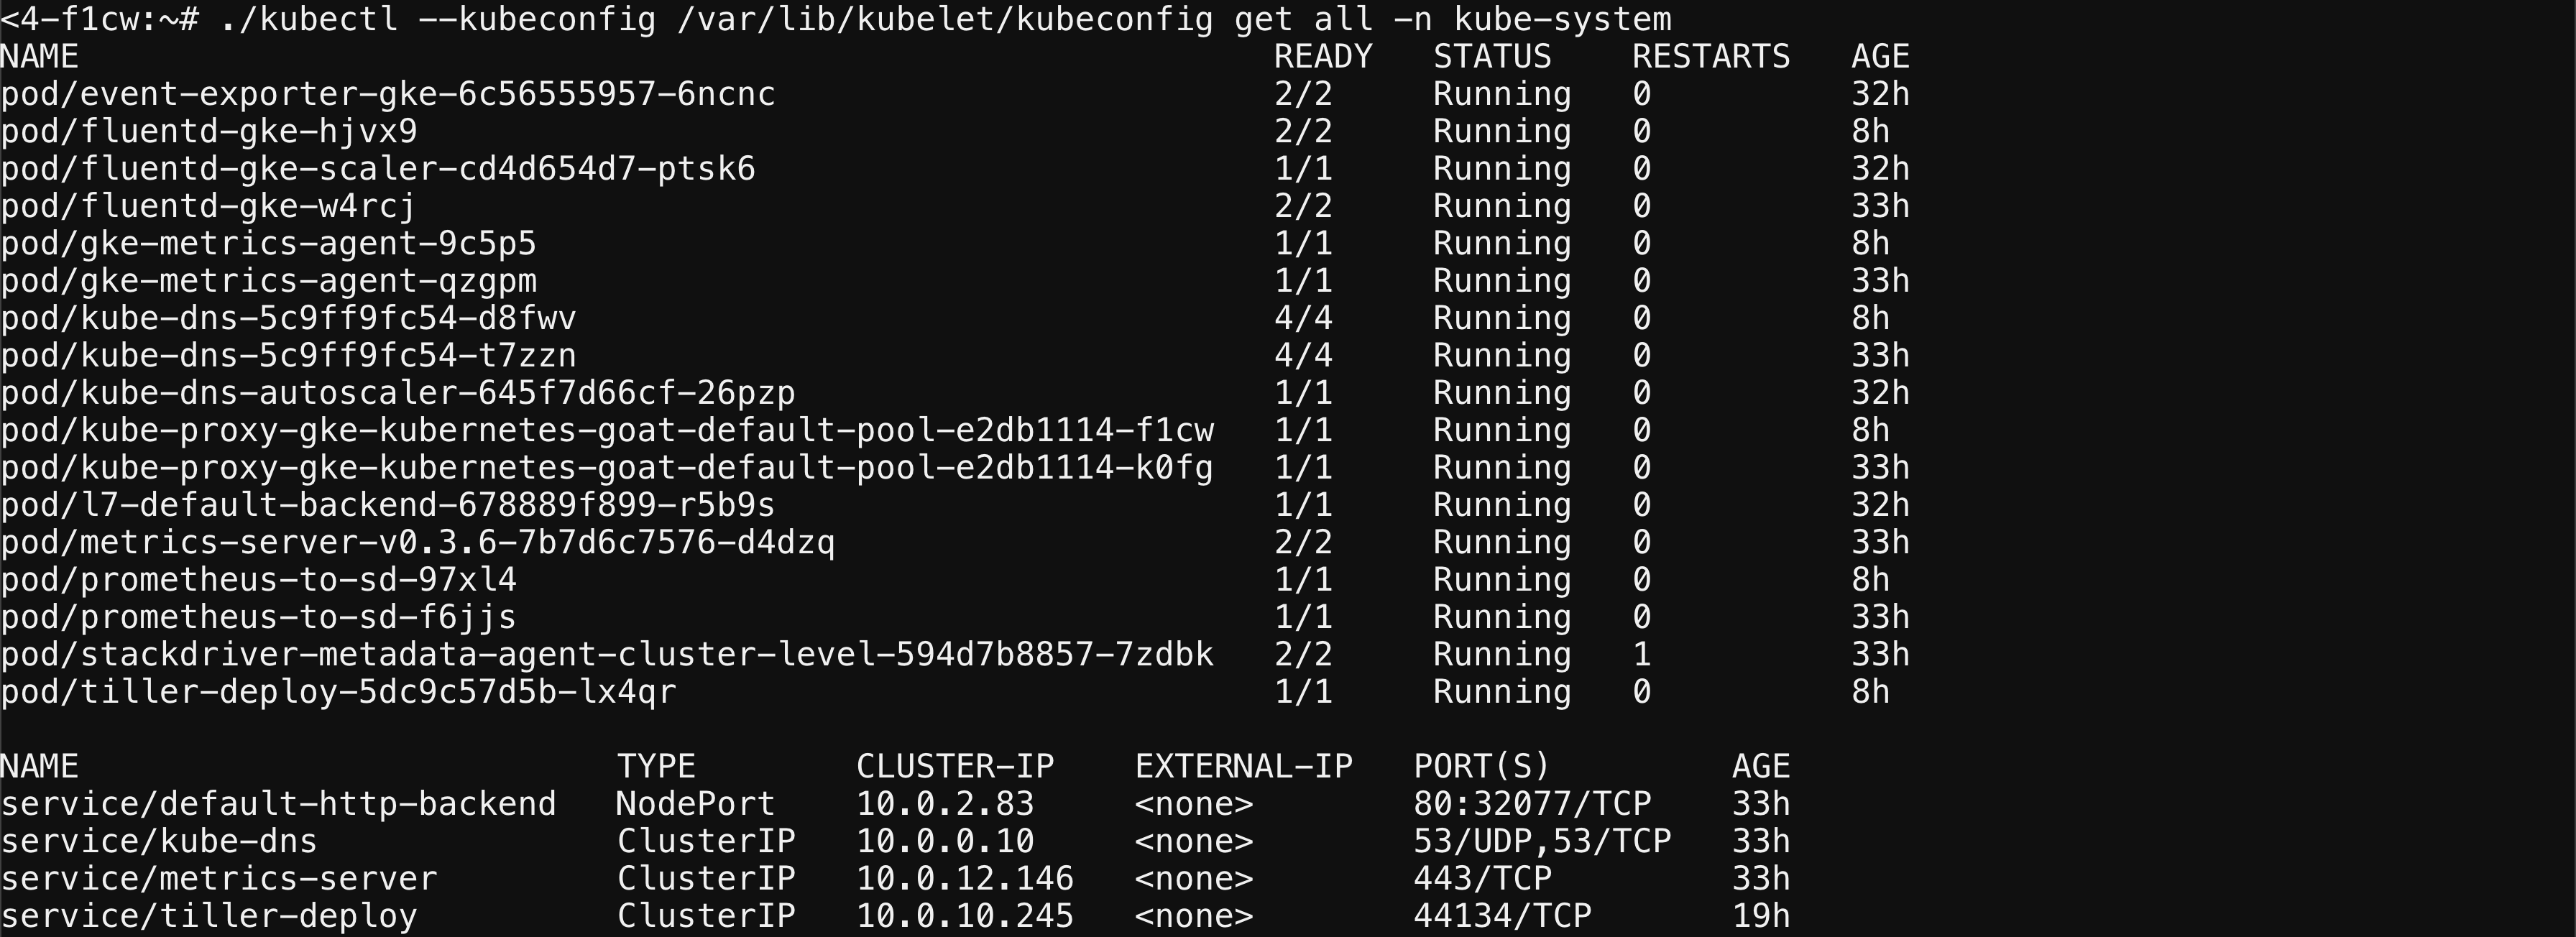 <4-f1cw:~# ./kubectl --kubeconfig /var/lib/kubelet/kubeconfig get all -n kube-system
NAME READY STATUS RESTARTS AGE
pod/event-exporter-gke-6c56555957-6ncnc 2/2 Running 0 32h
pod/fluentd-gke-hjvx9 2/2 Running 0 8h
pod/fluentd-gke-scaler-cd4d654d7-ptsk6 1/1 Running 0 32h
pod/fluentd-gke-w4rcj 2/2 Running 0 33h
pod/gke-metrics-agent-9c5p5 1/1 Running 0 8h
pod/gke-metrics-agent-qzgpm 1/1 Running 0 33h
pod/kube-dns-5c9ff9fc54-d8fwv 4/4 Running 0 8h
pod/kube-dns-5c9ff9fc54-t7zzn 4/4 Running 0 33h
pod/kube-dns-autoscaler-645f7d66cf-26pzp 1/1 Running 0 32h
pod/kube-proxy-gke-kubernetes-goat-default-pool-e2db1114-f1cw 1/1 Running 0 8h
pod/kube-proxy-gke-kubernetes-goat-default-pool-e2db1114-k0fg 1/1 Running 0 33h
pod/l7-default-backend-678889f899-r5b9s 1/1 Running 0 32h
pod/metrics-server-v0.3.6-7b7d6c7576-d4dzq 2/2 Running 0 33h
pod/prometheus-to-sd-97xl4 1/1 Running 0 8h
pod/prometheus-to-sd-f6jjs 1/1 Running 0 33h
pod/stackdriver-metadata-agent-cluster-level-594d7b8857-7zdbk 2/2 Running 1 33h
pod/tiller-deploy-5dc9c57d5b-lx4qr 1/1 Running 0 8h
NAME TYPE CLUSTER-IP EXTERNAL-IP PORT(S) AGE
service/default-http-backend NodePort 10.0.2.83 <none> 80:32077/TCP 33h
service/kube-dns ClusterIP 10.0.0.10 <none> 53/UDP,53/TCP 33h
service/metrics-server ClusterIP 10.0.12.146 <none> 443/TCP 33h
service/tiller-deploy ClusterIP 10.0.10.245 <none> 44134/TCP 19h